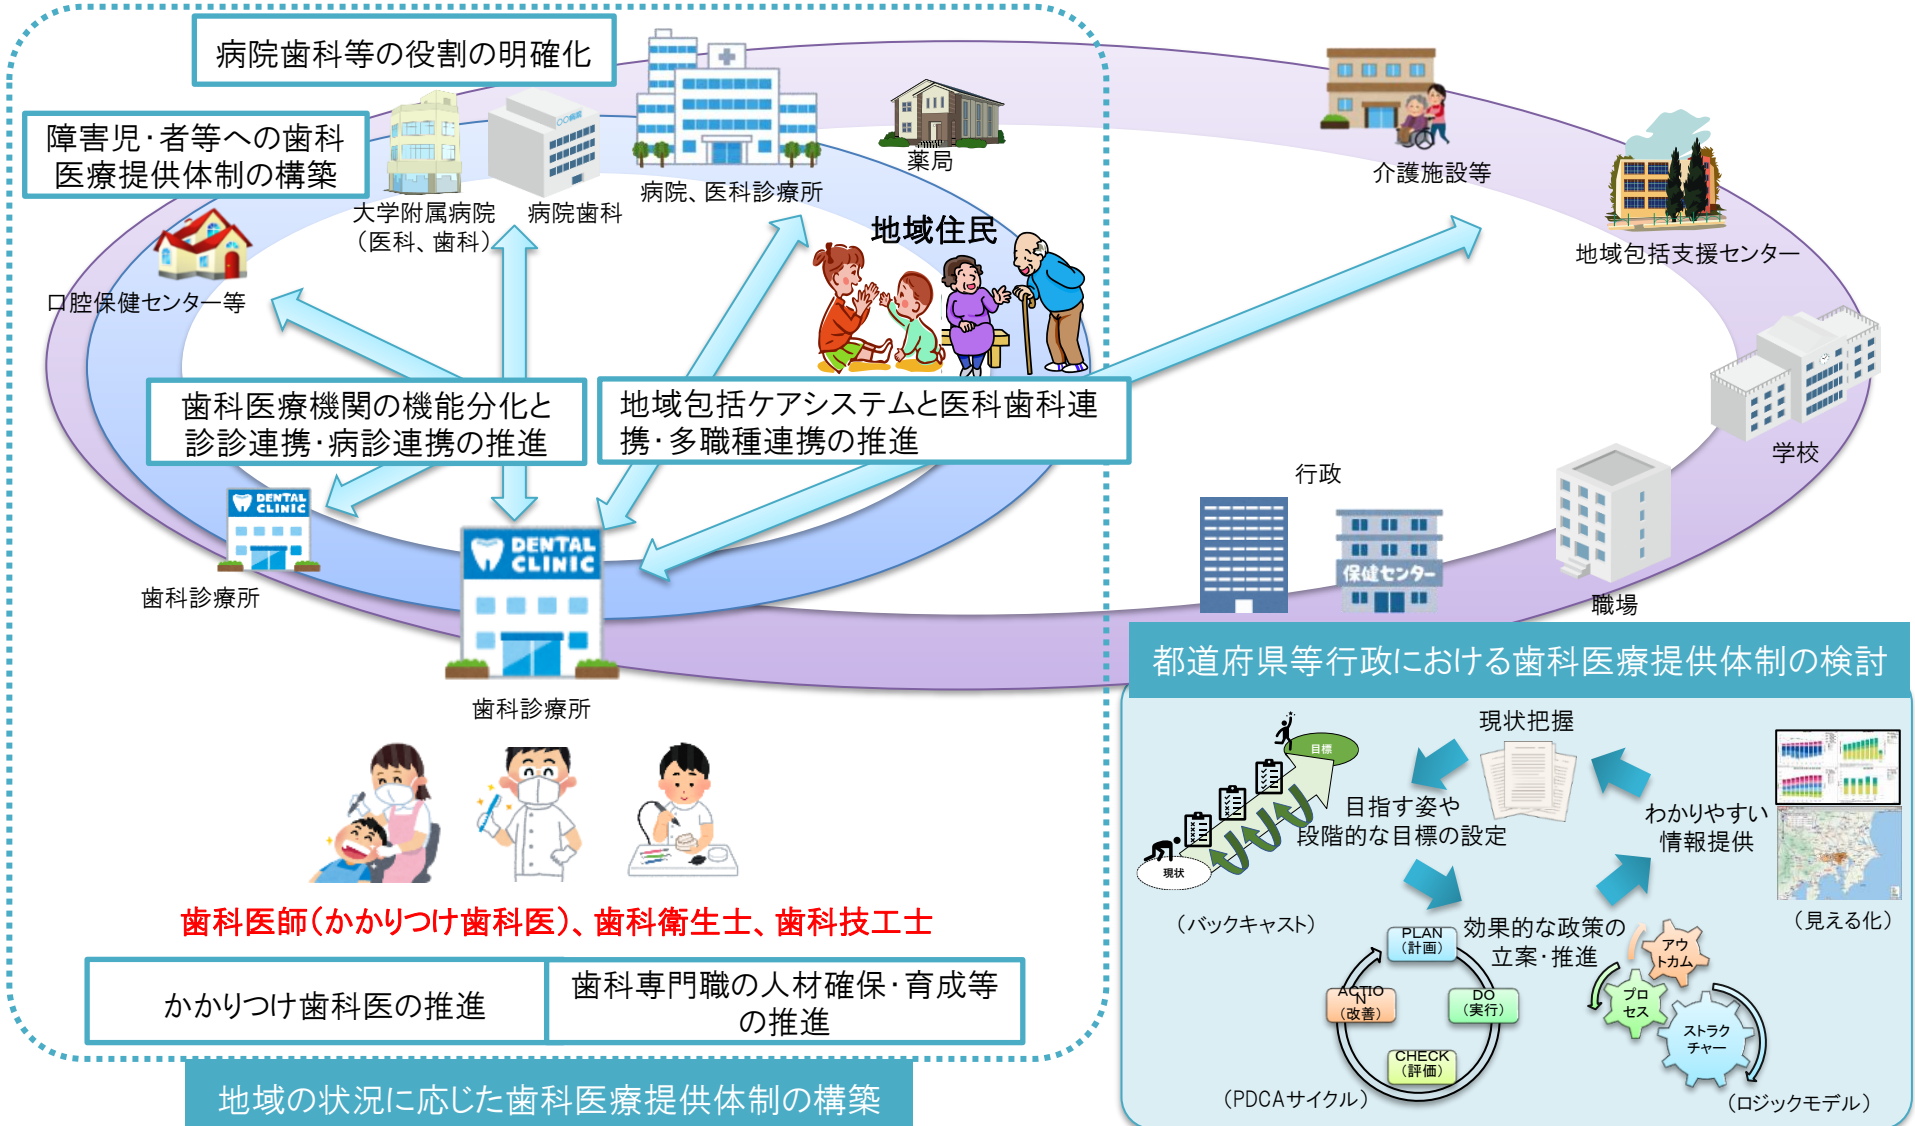 病院歯科等の役割の明確化
障害児・者等への歯科
医療提供体制の構築
大学附属病院
（医科、歯科）
〇〇病院
病院歯科
病院、医科診療所
薬局
介護施設等
地域包括支援センター
口腔保健センター等
地域住民
歯科医療機関の機能分化と
診診連携・病診連携の推進
地域包括ケアシステムと医科歯科連
携・多職種連携の推進
学校
行政
保健センター
職場
DENTAL
CLINIC
歯科診療所
DENTAL
CLINIC
歯科診療所
歯科医師（かかりつけ歯科医）、歯科衛生士、歯科技工士
かかりつけ歯科医の推進
歯科専門職の人材確保・育成等
の推進
地域の状況に応じた歯科医療提供体制の構築
都道府県等行政における歯科医療提供体制の検討
現状把握
目標
現状
目指す姿や
段階的な目標の設定
（バックキャスト）
わかりやすい
情報提供
（見える化）
効果的な政策の
立案・推進
PLAN
（計画）
DO
（実行）
CHECK
（評価）
ACTIO
N
（改善）
（PDCAサイクル）
アウ
トカム
プロ
セス
ストラク
チャー
（ロジックモデル）